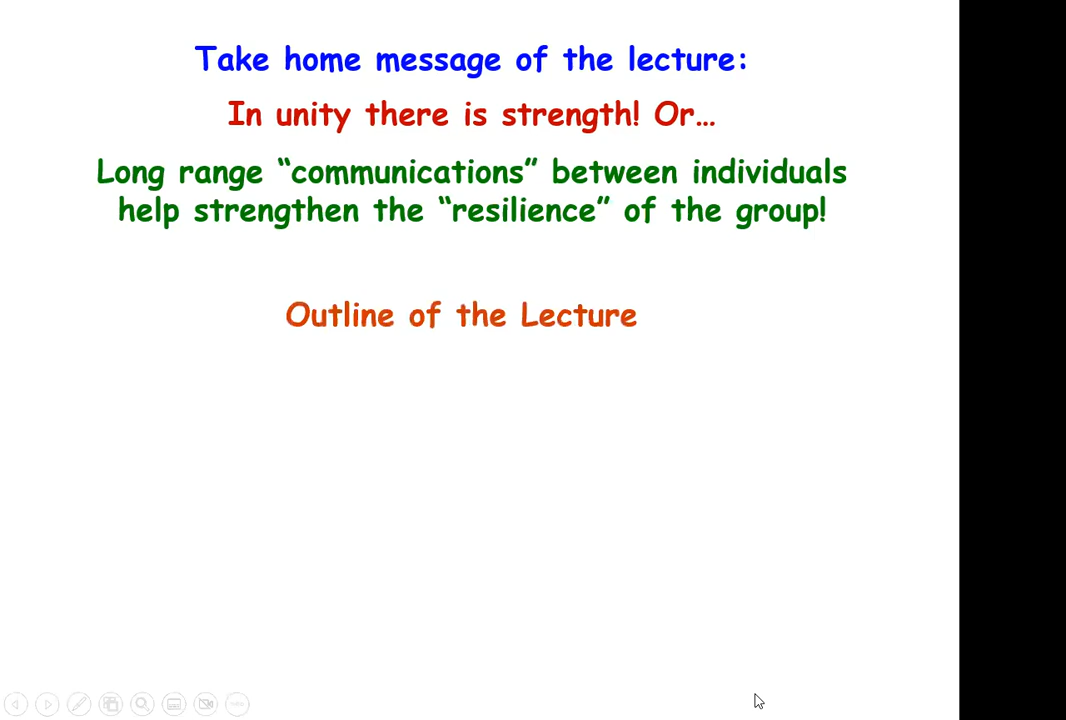 Take home message of the lecture:
In unity there is strength! Or…
Long range “communications” between individuals
help strengthen the “resilience” of the group!
Outline of the Lecture